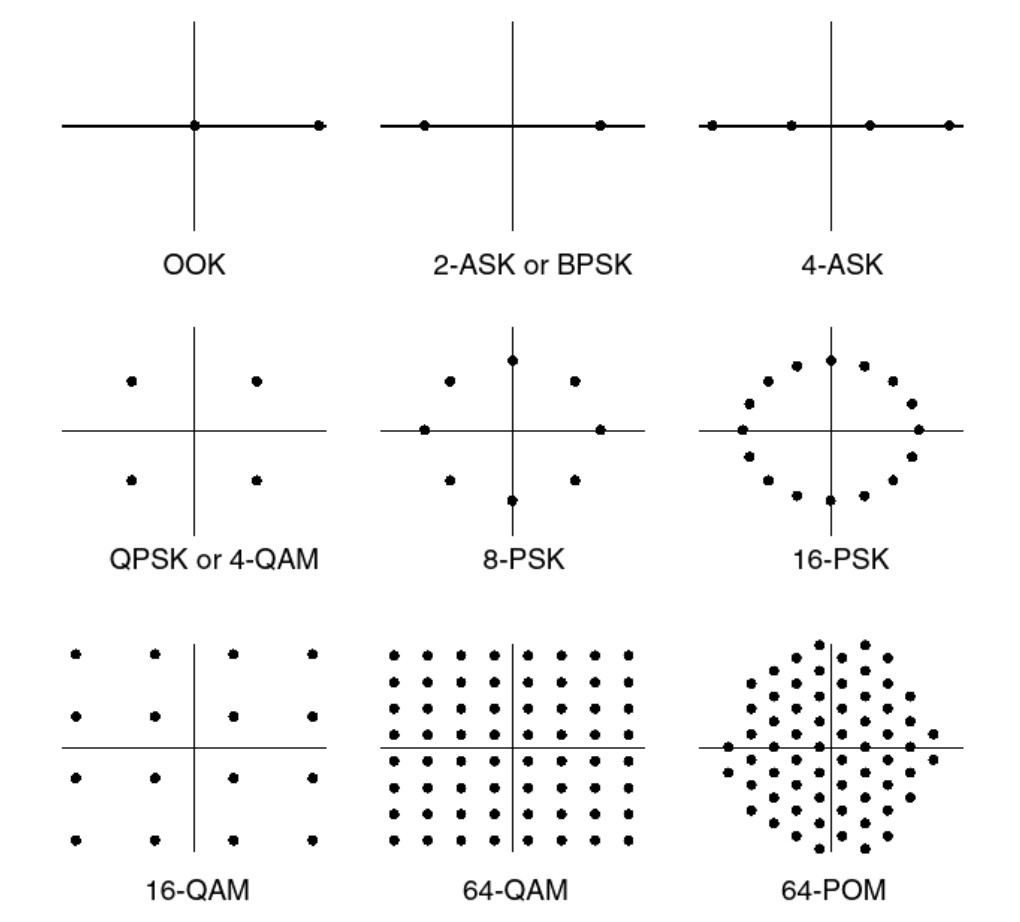 OOK
2-ASK or BPSK
4-ASK
QPSK or 4-QAM
8-PSK
16-PSK
16-QAM
64-QAM
64-POM